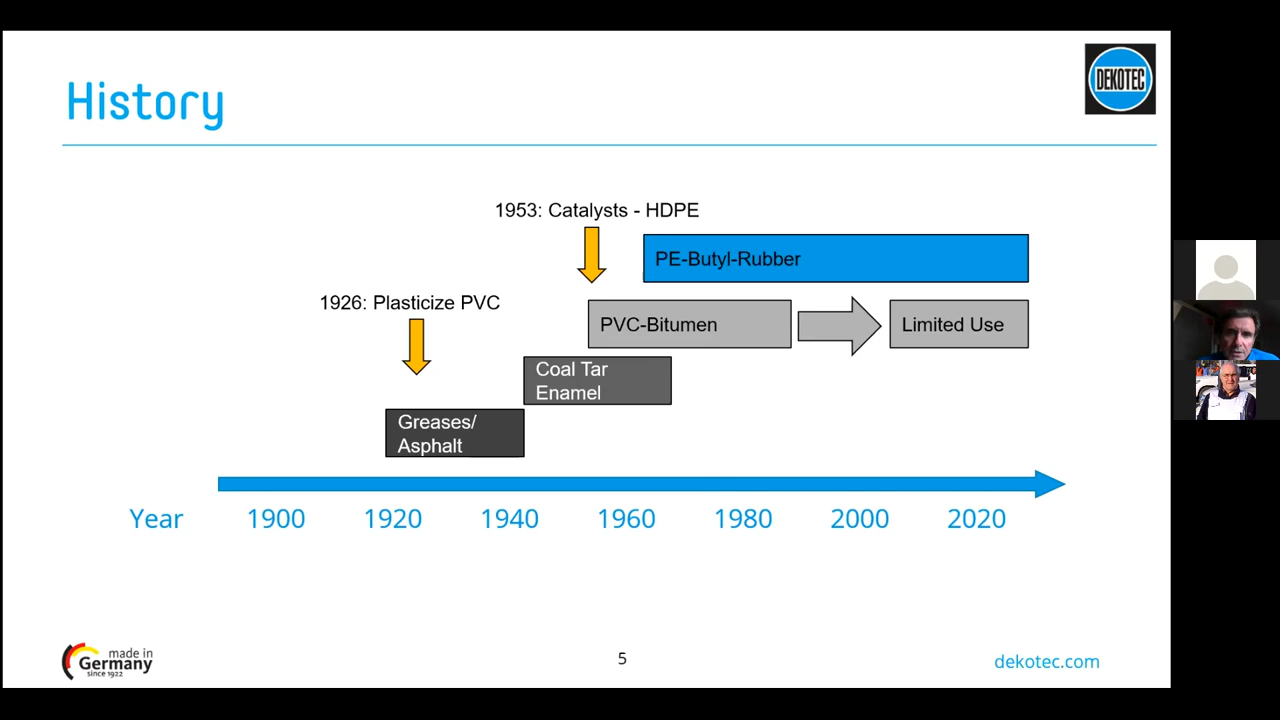 History
DEKOTEC
1953: Catalysts - HDPE
PE-Butyl-Rubber
1926: Plasticize PVC
PVC-Bitumen
Limited Use
Coal Tar
Enamel
Greases/
Asphalt
Year 1900 1920 1940 1960 1980 2000 2020
made in
Germany
since 1922
5
dekotec.com